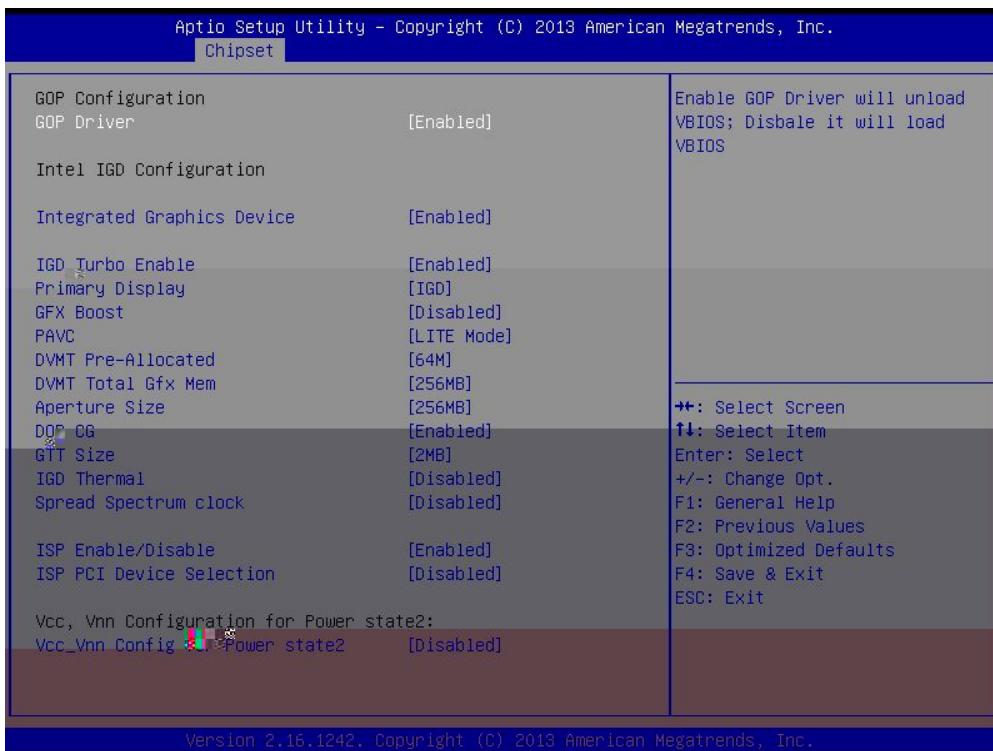 Aptio Setup Utility - Copyright (C) 2013 American Megatrends, Inc.
Chipset
GOP Configuration
GOP Driver [Enabled]
Intel IGD Configuration
Integrated Graphics Device [Enabled]
IGD Turbo Enable [Enabled]
Primary Display [IGD]
GFX Boost [Disabled]
PAVC [LITE Mode]
DVMT Pre-Allocated [64M]
DVMT Total Gfx Mem [256MB]
Aperture Size [256MB]
DOP CG [Enabled]
GTT Size [2MB]
IGD Thermal [Disabled]
Spread Spectrum clock [Disabled]
ISP Enable/Disable [Enabled]
ISP PCI Device Selection [Disabled]
Vcc, Vnn Configuration for Power state2:
Vcc_Vnn Config for Power state2 [Disabled]
Enable GOP Driver will unload
VBIOS; Disbale it will load
VBIOS
→←: Select Screen
↑↓: Select Item
Enter: Select
+/-: Change Opt.
F1: General Help
F2: Previous Values
F3: Optimized Defaults
F4: Save & Exit
ESC: Exit
Version 2.16.1242. Copyright (C) 2013 American Megatrends, Inc.